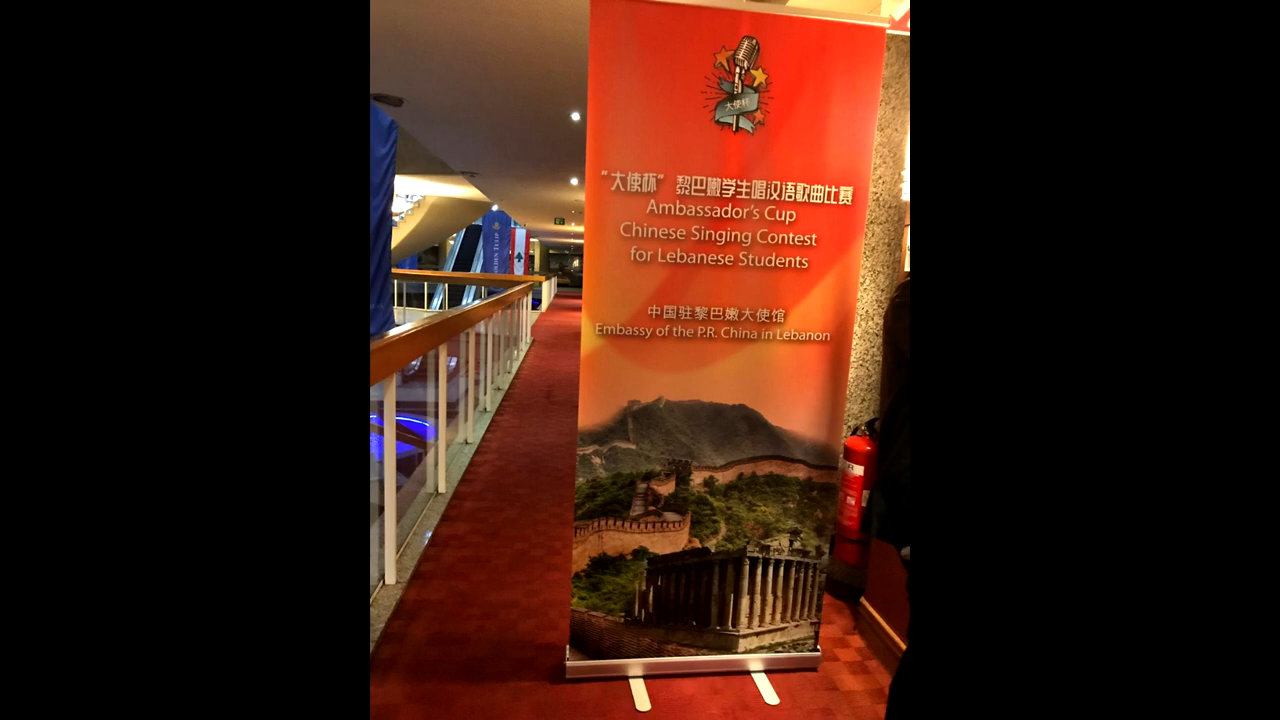 大使杯
“大使杯” 黎巴嫩学生唱汉语歌曲比赛
Ambassador's Cup
Chinese Singing Contest
for Lebanese Students
中国驻黎巴嫩大使馆
Embassy of the P.R. China in Lebanon
GOLDEN TULIP